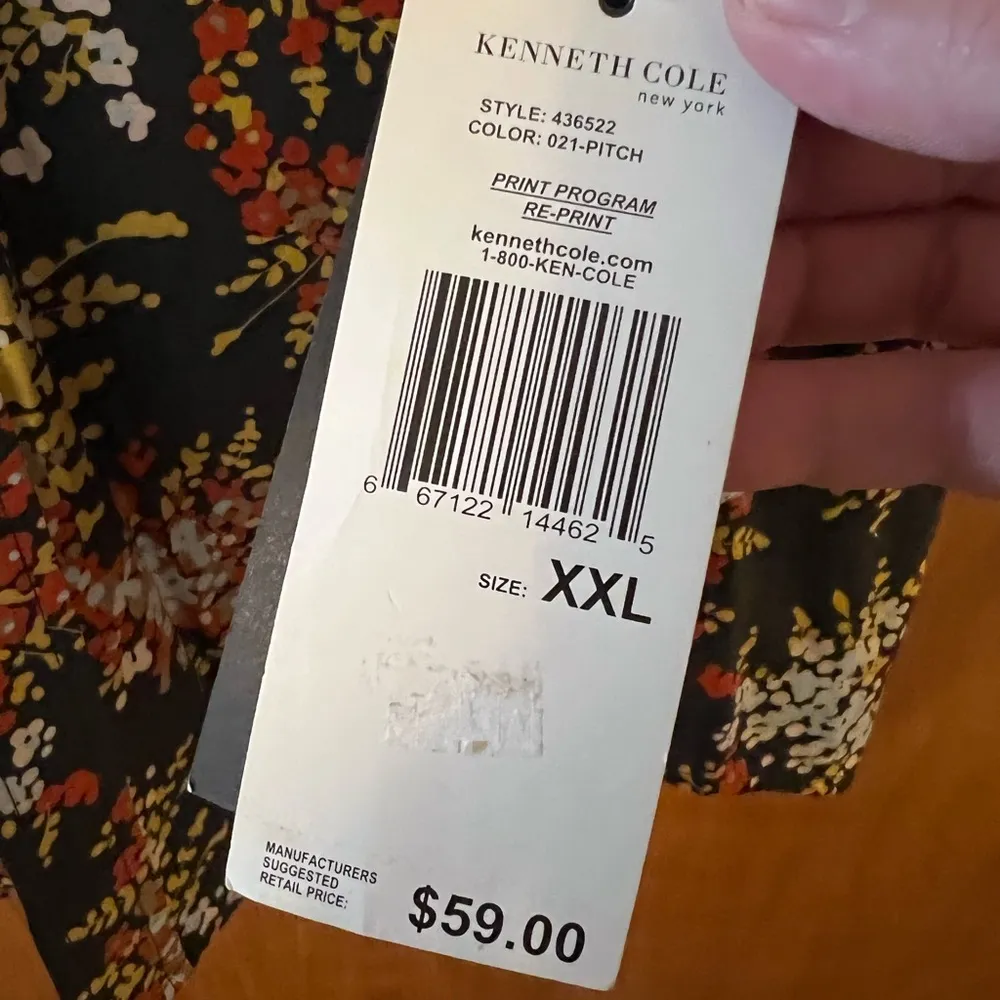 KENNETH COLE
new york
STYLE: 436522
COLOR: 021-PITCH
PRINT PROGRAM
RE-PRINT
kennethcole.com
1-800-KEN-COLE
6 67122 14462 5
SIZE: XXL
MANUFACTURERS
SUGGESTED
RETAIL PRICE:
$59.00